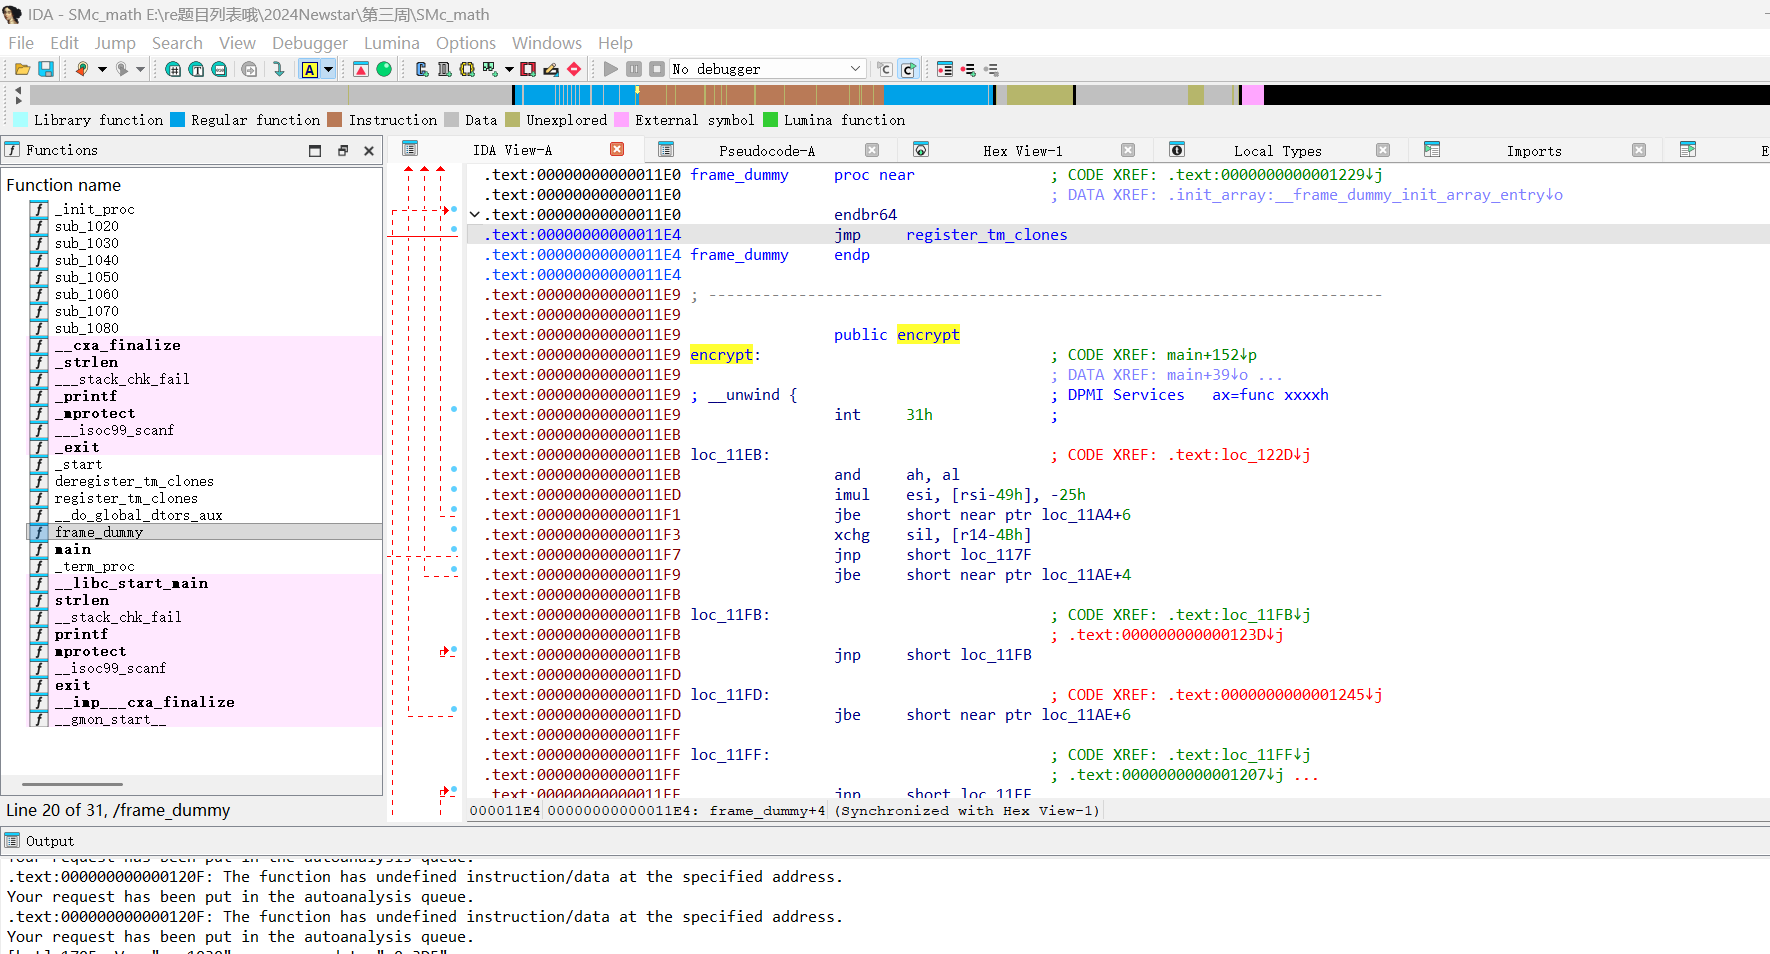 IDA - SMc_math E:\re题目列表哦\2024Newstar\第三周\SMc_math
File Edit Jump Search View Debugger Lumina Options Windows Help
No debugger
Library function Regular function Instruction Data Unexplored External symbol Lumina function
Functions
IDA View-A Pseudocode-A Hex View-1 Local Types Imports
Function name
_init_proc
sub_1020
sub_1030
sub_1040
sub_1050
sub_1060
sub_1070
sub_1080
__cxa_finalize
_strlen
___stack_chk_fail
_printf
_mprotect
___isoc99_scanf
_exit
_start
deregister_tm_clones
register_tm_clones
__do_global_dtors_aux
frame_dummy
main
_term_proc
__libc_start_main
strlen
__stack_chk_fail
printf
mprotect
__isoc99_scanf
exit
__imp___cxa_finalize
__gmon_start__
Line 20 of 31, /frame_dummy
.text:00000000000011E0 frame_dummy proc near ; CODE XREF: .text:0000000000001229↓j
.text:00000000000011E0 ; DATA XREF: .init_array:__frame_dummy_init_array_entry↓o
.text:00000000000011E0 endbr64
.text:00000000000011E4 jmp register_tm_clones
.text:00000000000011E4 frame_dummy endp
.text:00000000000011E4
.text:00000000000011E9 ; ---------------------------------------------------------------------------
.text:00000000000011E9
.text:00000000000011E9 public encrypt
.text:00000000000011E9 encrypt: ; CODE XREF: main+152↓p
.text:00000000000011E9 ; DATA XREF: main+39↓o ...
.text:00000000000011E9 ; __unwind { ; DPMI Services ax=func xxxxh
.text:00000000000011E9 int 31h ;
.text:00000000000011EB
.text:00000000000011EB loc_11EB: ; CODE XREF: .text:loc_122D↓j
.text:00000000000011EB and ah, al
.text:00000000000011ED imul esi, [rsi-49h], -25h
.text:00000000000011F1 jbe short near ptr loc_11A4+6
.text:00000000000011F3 xchg sil, [r14-4Bh]
.text:00000000000011F7 jnp short loc_117F
.text:00000000000011F9 jbe short near ptr loc_11AE+4
.text:00000000000011FB
.text:00000000000011FB loc_11FB: ; CODE XREF: .text:loc_11FB↓j
.text:00000000000011FB ; .text:000000000000123D↓j
.text:00000000000011FB jnp short loc_11FB
.text:00000000000011FD
.text:00000000000011FD loc_11FD: ; CODE XREF: .text:0000000000001245↓j
.text:00000000000011FD jbe short near ptr loc_11AE+6
.text:00000000000011FF
.text:00000000000011FF loc_11FF: ; CODE XREF: .text:loc_11FF↓j
.text:00000000000011FF ; .text:0000000000001207↓j ...
.text:00000000000011FF jnp short loc_11FF
000011E4 00000000000011E4: frame_dummy+4 (Synchronized with Hex View-1)
Output
Your request has been put in the autoanalysis queue.
.text:000000000000120F: The function has undefined instruction/data at the specified address.
Your request has been put in the autoanalysis queue.
.text:000000000000120F: The function has undefined instruction/data at the specified address.
Your request has been put in the autoanalysis queue.